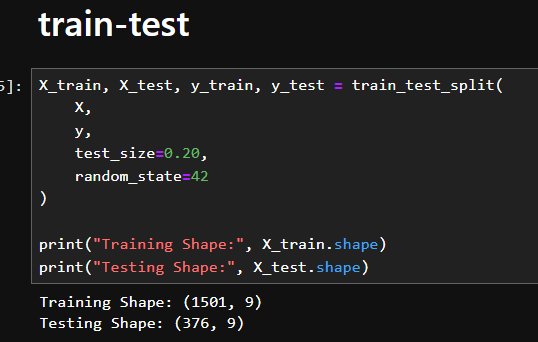 train-test
5]:
X_train, X_test, y_train, y_test = train_test_split(
    X,
    y,
    test_size=0.20,
    random_state=42
)
print("Training Shape:", X_train.shape)
print("Testing Shape:", X_test.shape)
Training Shape: (1501, 9)
Testing Shape: (376, 9)